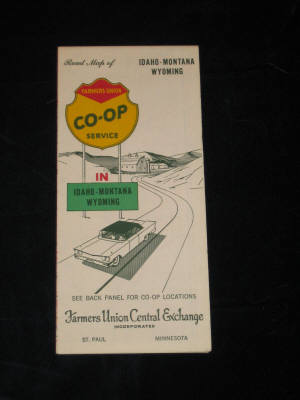 Road Map of
IDAHO-MONTANA
WYOMING
FARMERS UNION
CO-OP
SERVICE
IN
IDAHO-MONTANA
WYOMING
SEE BACK PANEL FOR CO-OP LOCATIONS
Farmers Union Central Exchange
INCORPORATED
ST. PAUL MINNESOTA